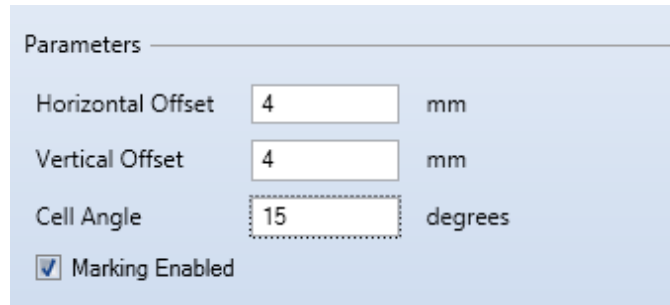 Parameters
Horizontal Offset 4 mm
Vertical Offset 4 mm
Cell Angle 15 degrees
Marking Enabled